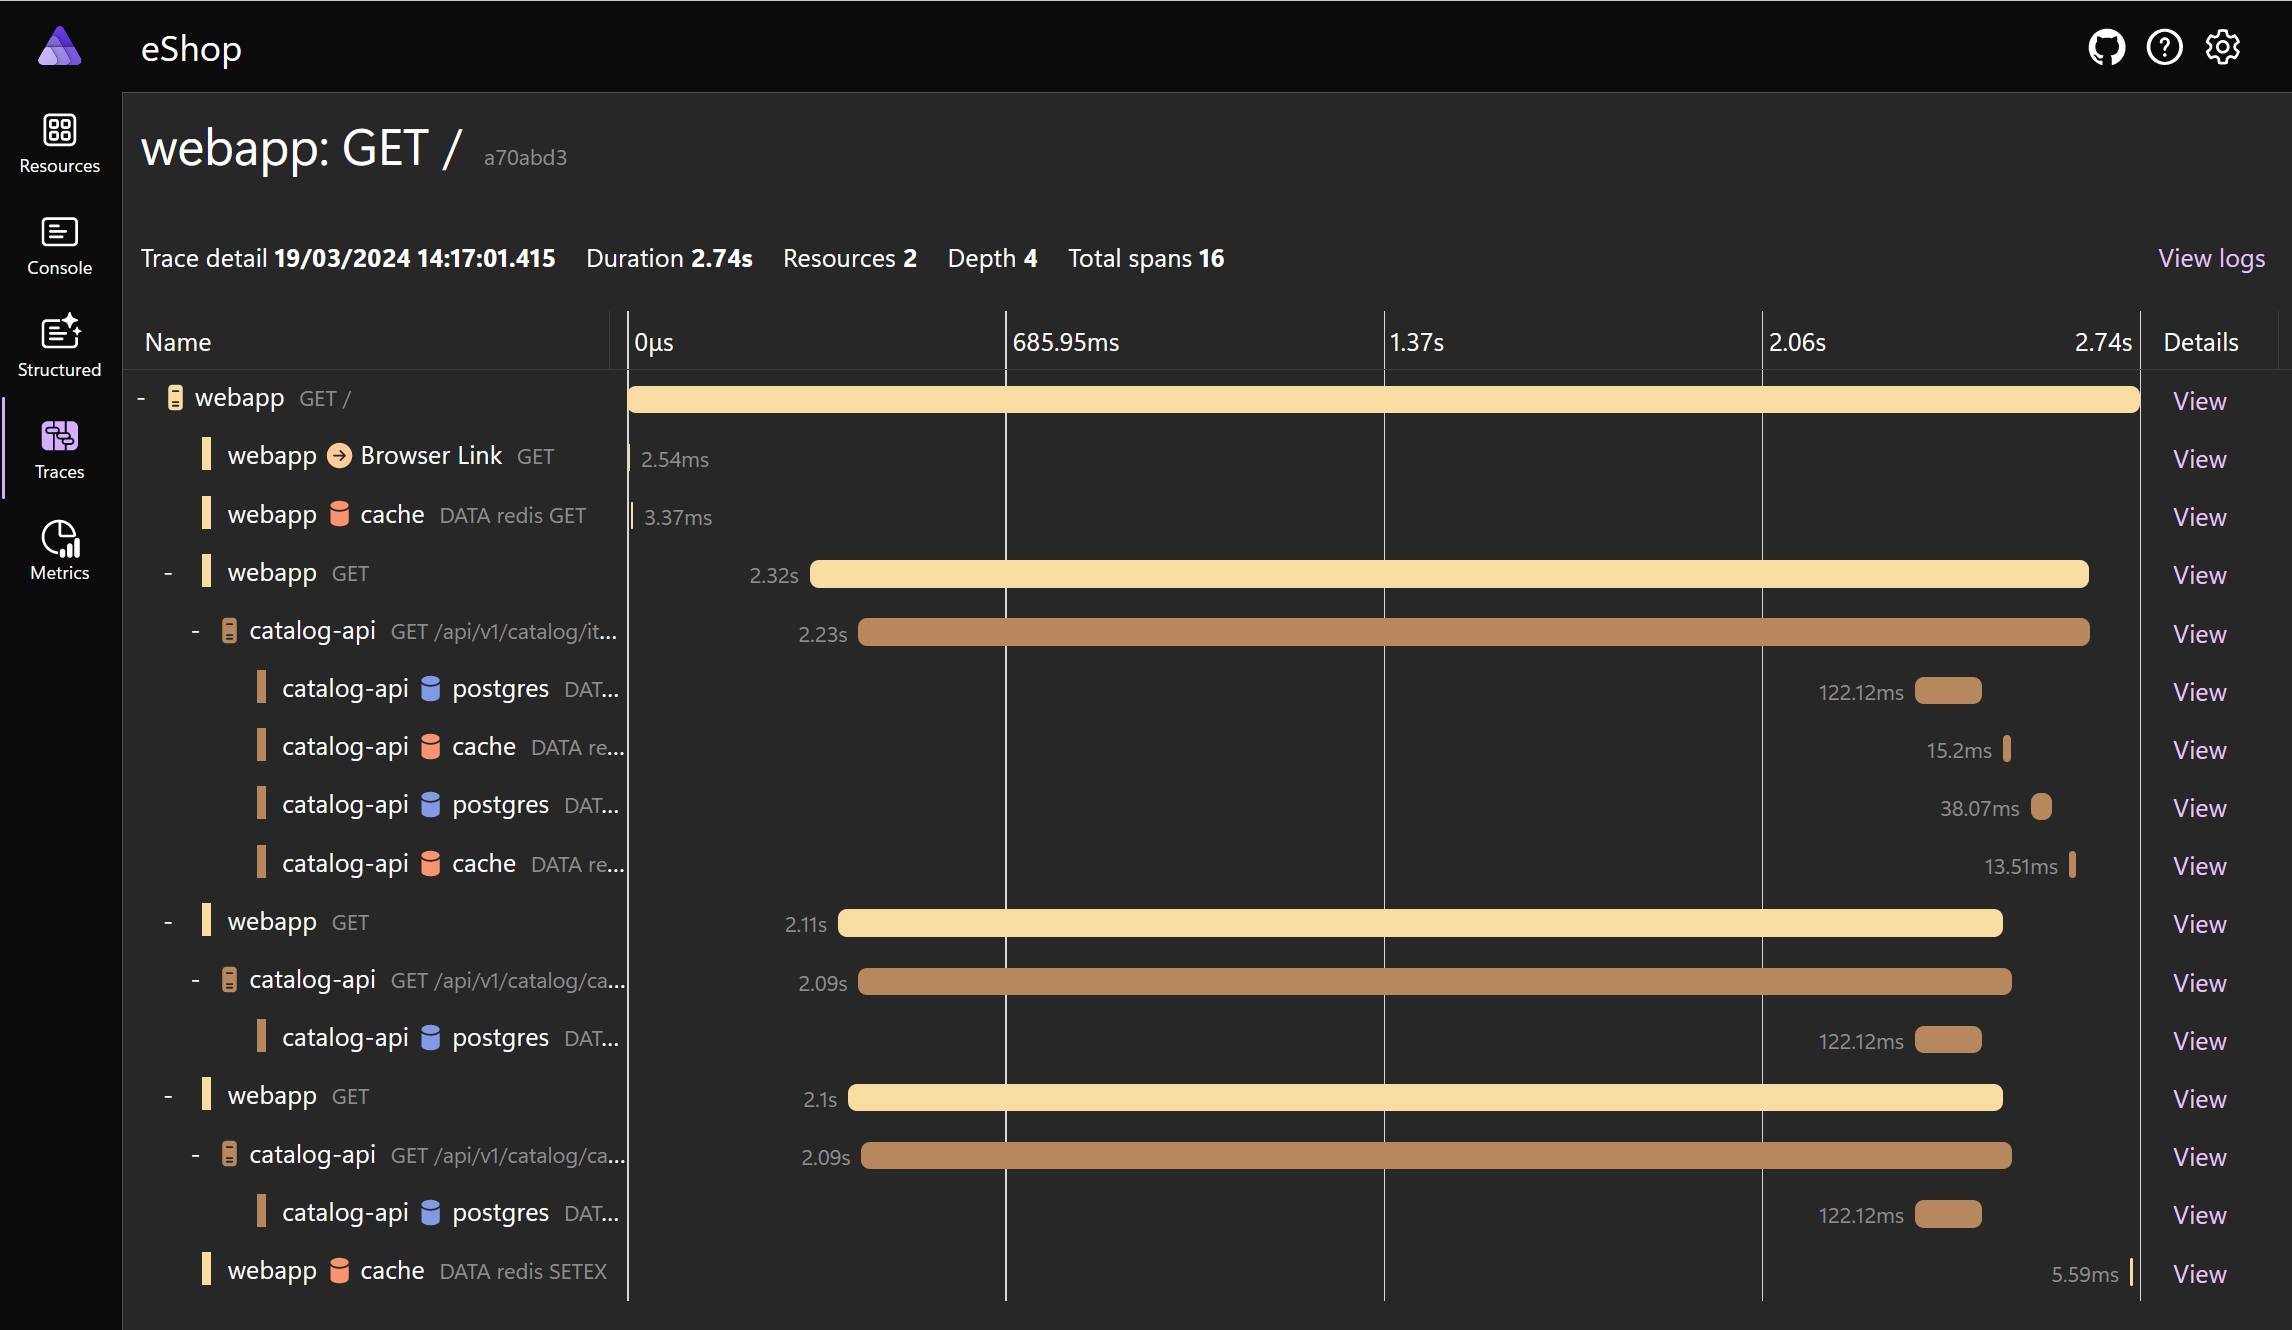 eShop
Resources
Console
Structured
Traces
Metrics
webapp: GET / a70abd3
Trace detail 19/03/2024 14:17:01.415 Duration 2.74s Resources 2 Depth 4 Total spans 16 View logs
Name 0μs 685.95ms 1.37s 2.06s 2.74s Details
- webapp GET / View
webapp Browser Link GET 2.54ms View
webapp cache DATA redis GET 3.37ms View
- webapp GET 2.32s View
- catalog-api GET /api/v1/catalog/it... 2.23s View
catalog-api postgres DAT... 122.12ms View
catalog-api cache DATA re... 15.2ms View
catalog-api postgres DAT... 38.07ms View
catalog-api cache DATA re... 13.51ms View
- webapp GET 2.11s View
- catalog-api GET /api/v1/catalog/ca... 2.09s View
catalog-api postgres DAT... 122.12ms View
- webapp GET 2.1s View
- catalog-api GET /api/v1/catalog/ca... 2.09s View
catalog-api postgres DAT... 122.12ms View
webapp cache DATA redis SETEX 5.59ms View